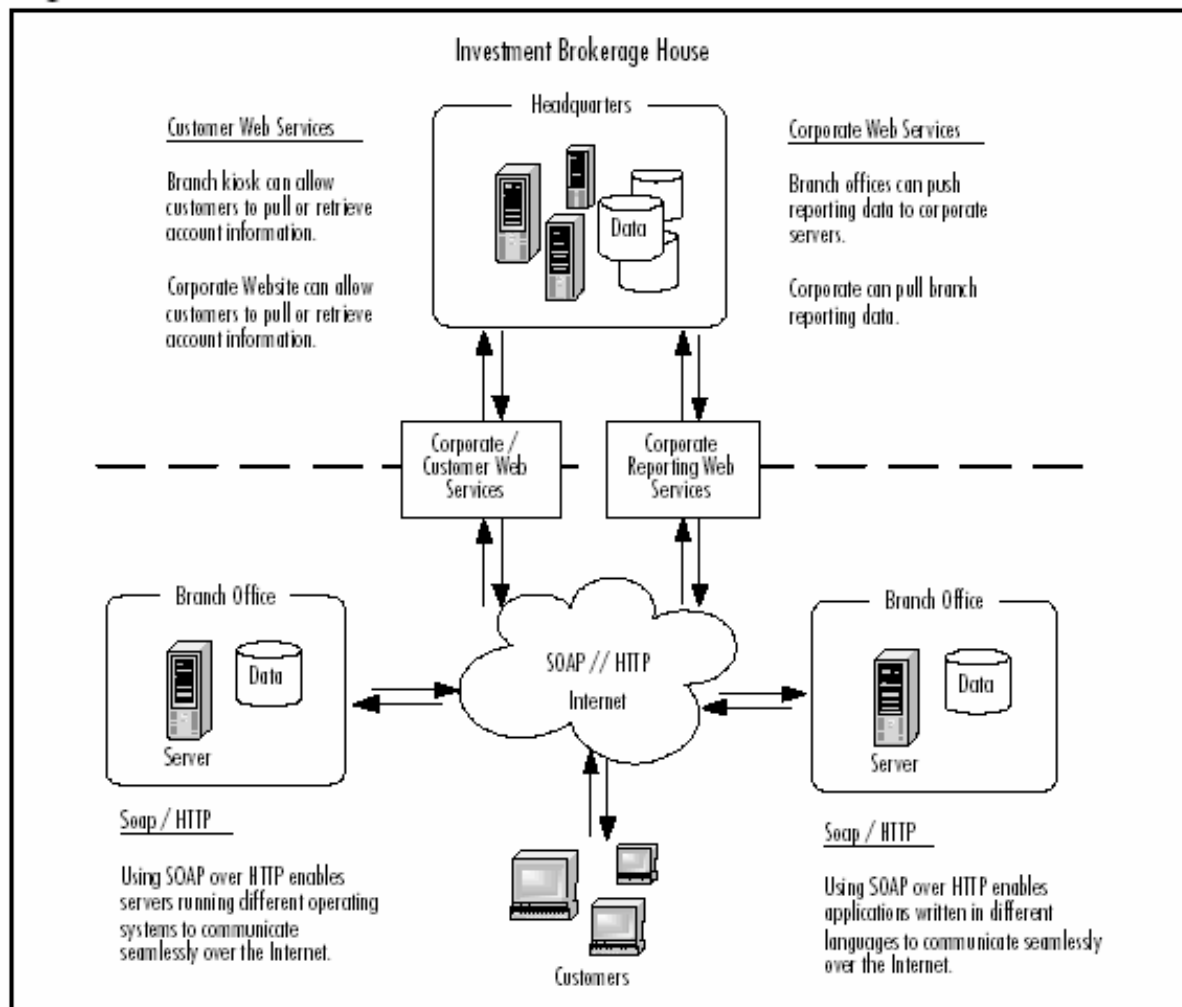 Investment Brokerage House
Headquarters
Customer Web Services
Branch kiosk can allow
customers to pull or retrieve
account information.
Corporate Website can allow
customers to pull or retrieve
account information.
Data
Corporate Web Services
Branch offices can push
reporting data to corporate
servers.
Corporate can pull branch
reporting data.
Corporate /
Customer Web
Services
Corporate
Reporting Web
Services
Branch Office
Data
Server
SOAP // HTTP
Internet
Branch Office
Data
Server
Soap / HTTP
Using SOAP over HTTP enables
servers running different operating
systems to communicate
seamlessly over the Internet.
Customers
Soap / HTTP
Using SOAP over HTTP enables
applications written in different
languages to communicate seamlessly
over the Internet.